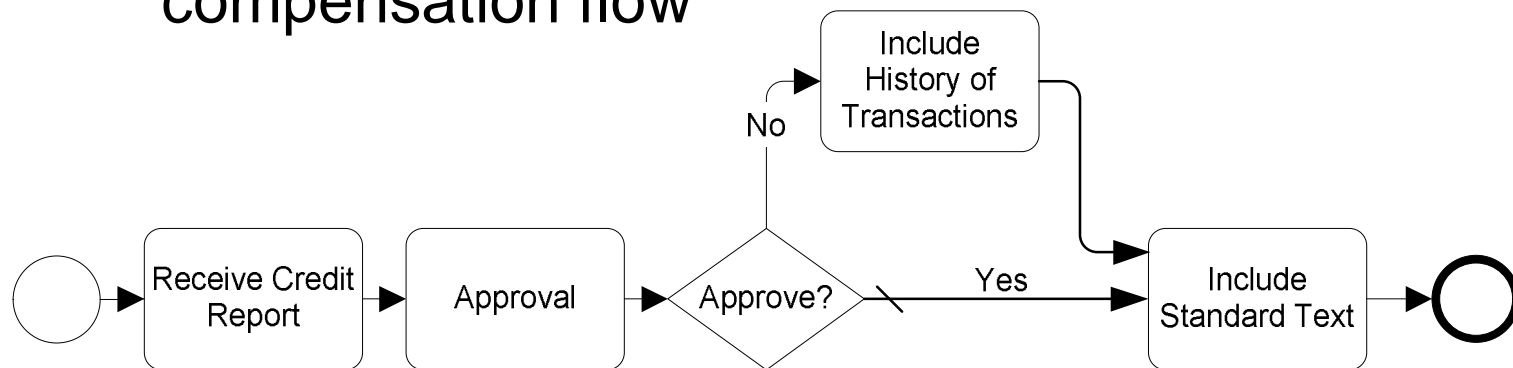 compensation flow
Include
History of
Transactions
No
Receive Credit
Report
Approval
Approve?
Yes
Include
Standard Text